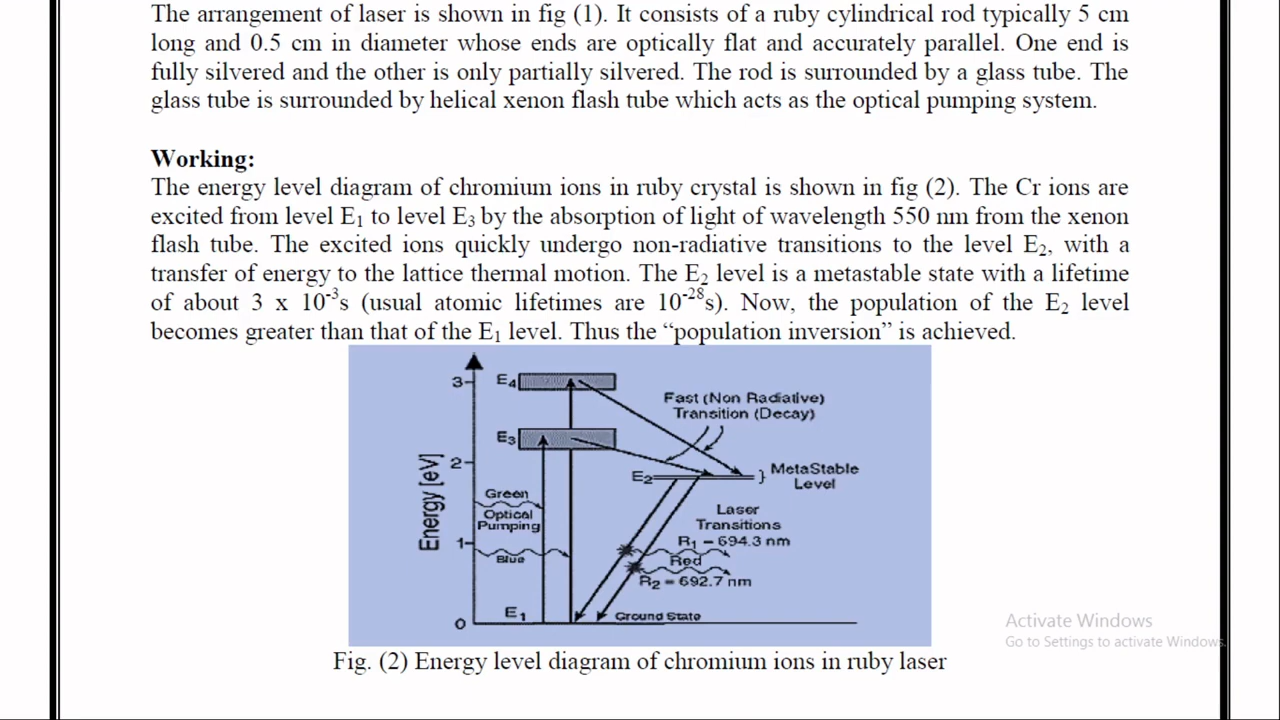 The arrangement of laser is shown in fig (1). It consists of a ruby cylindrical rod typically 5 cm
long and 0.5 cm in diameter whose ends are optically flat and accurately parallel. One end is
fully silvered and the other is only partially silvered. The rod is surrounded by a glass tube. The
glass tube is surrounded by helical xenon flash tube which acts as the optical pumping system.
Working:
The energy level diagram of chromium ions in ruby crystal is shown in fig (2). The Cr ions are
excited from level E₁ to level E₃ by the absorption of light of wavelength 550 nm from the xenon
flash tube. The excited ions quickly undergo non-radiative transitions to the level E₂, with a
transfer of energy to the lattice thermal motion. The E₂ level is a metastable state with a lifetime
of about 3 x 10⁻³s (usual atomic lifetimes are 10⁻²⁸s). Now, the population of the E₂ level
becomes greater than that of the E₁ level. Thus the “population inversion” is achieved.
3
E₄
Fast (Non Radiative)
Transition (Decay)
E₃
2
E₂
MetaStable
Level
Energy [eV]
Green
Optical
Pumping
Blue
Laser
Transitions
R₁ – 694.3 nm
Red
R₂ = 692.7 nm
1
E₁
Ground State
0
Fig. (2) Energy level diagram of chromium ions in ruby laser
Activate Windows
Go to Settings to activate Windows.